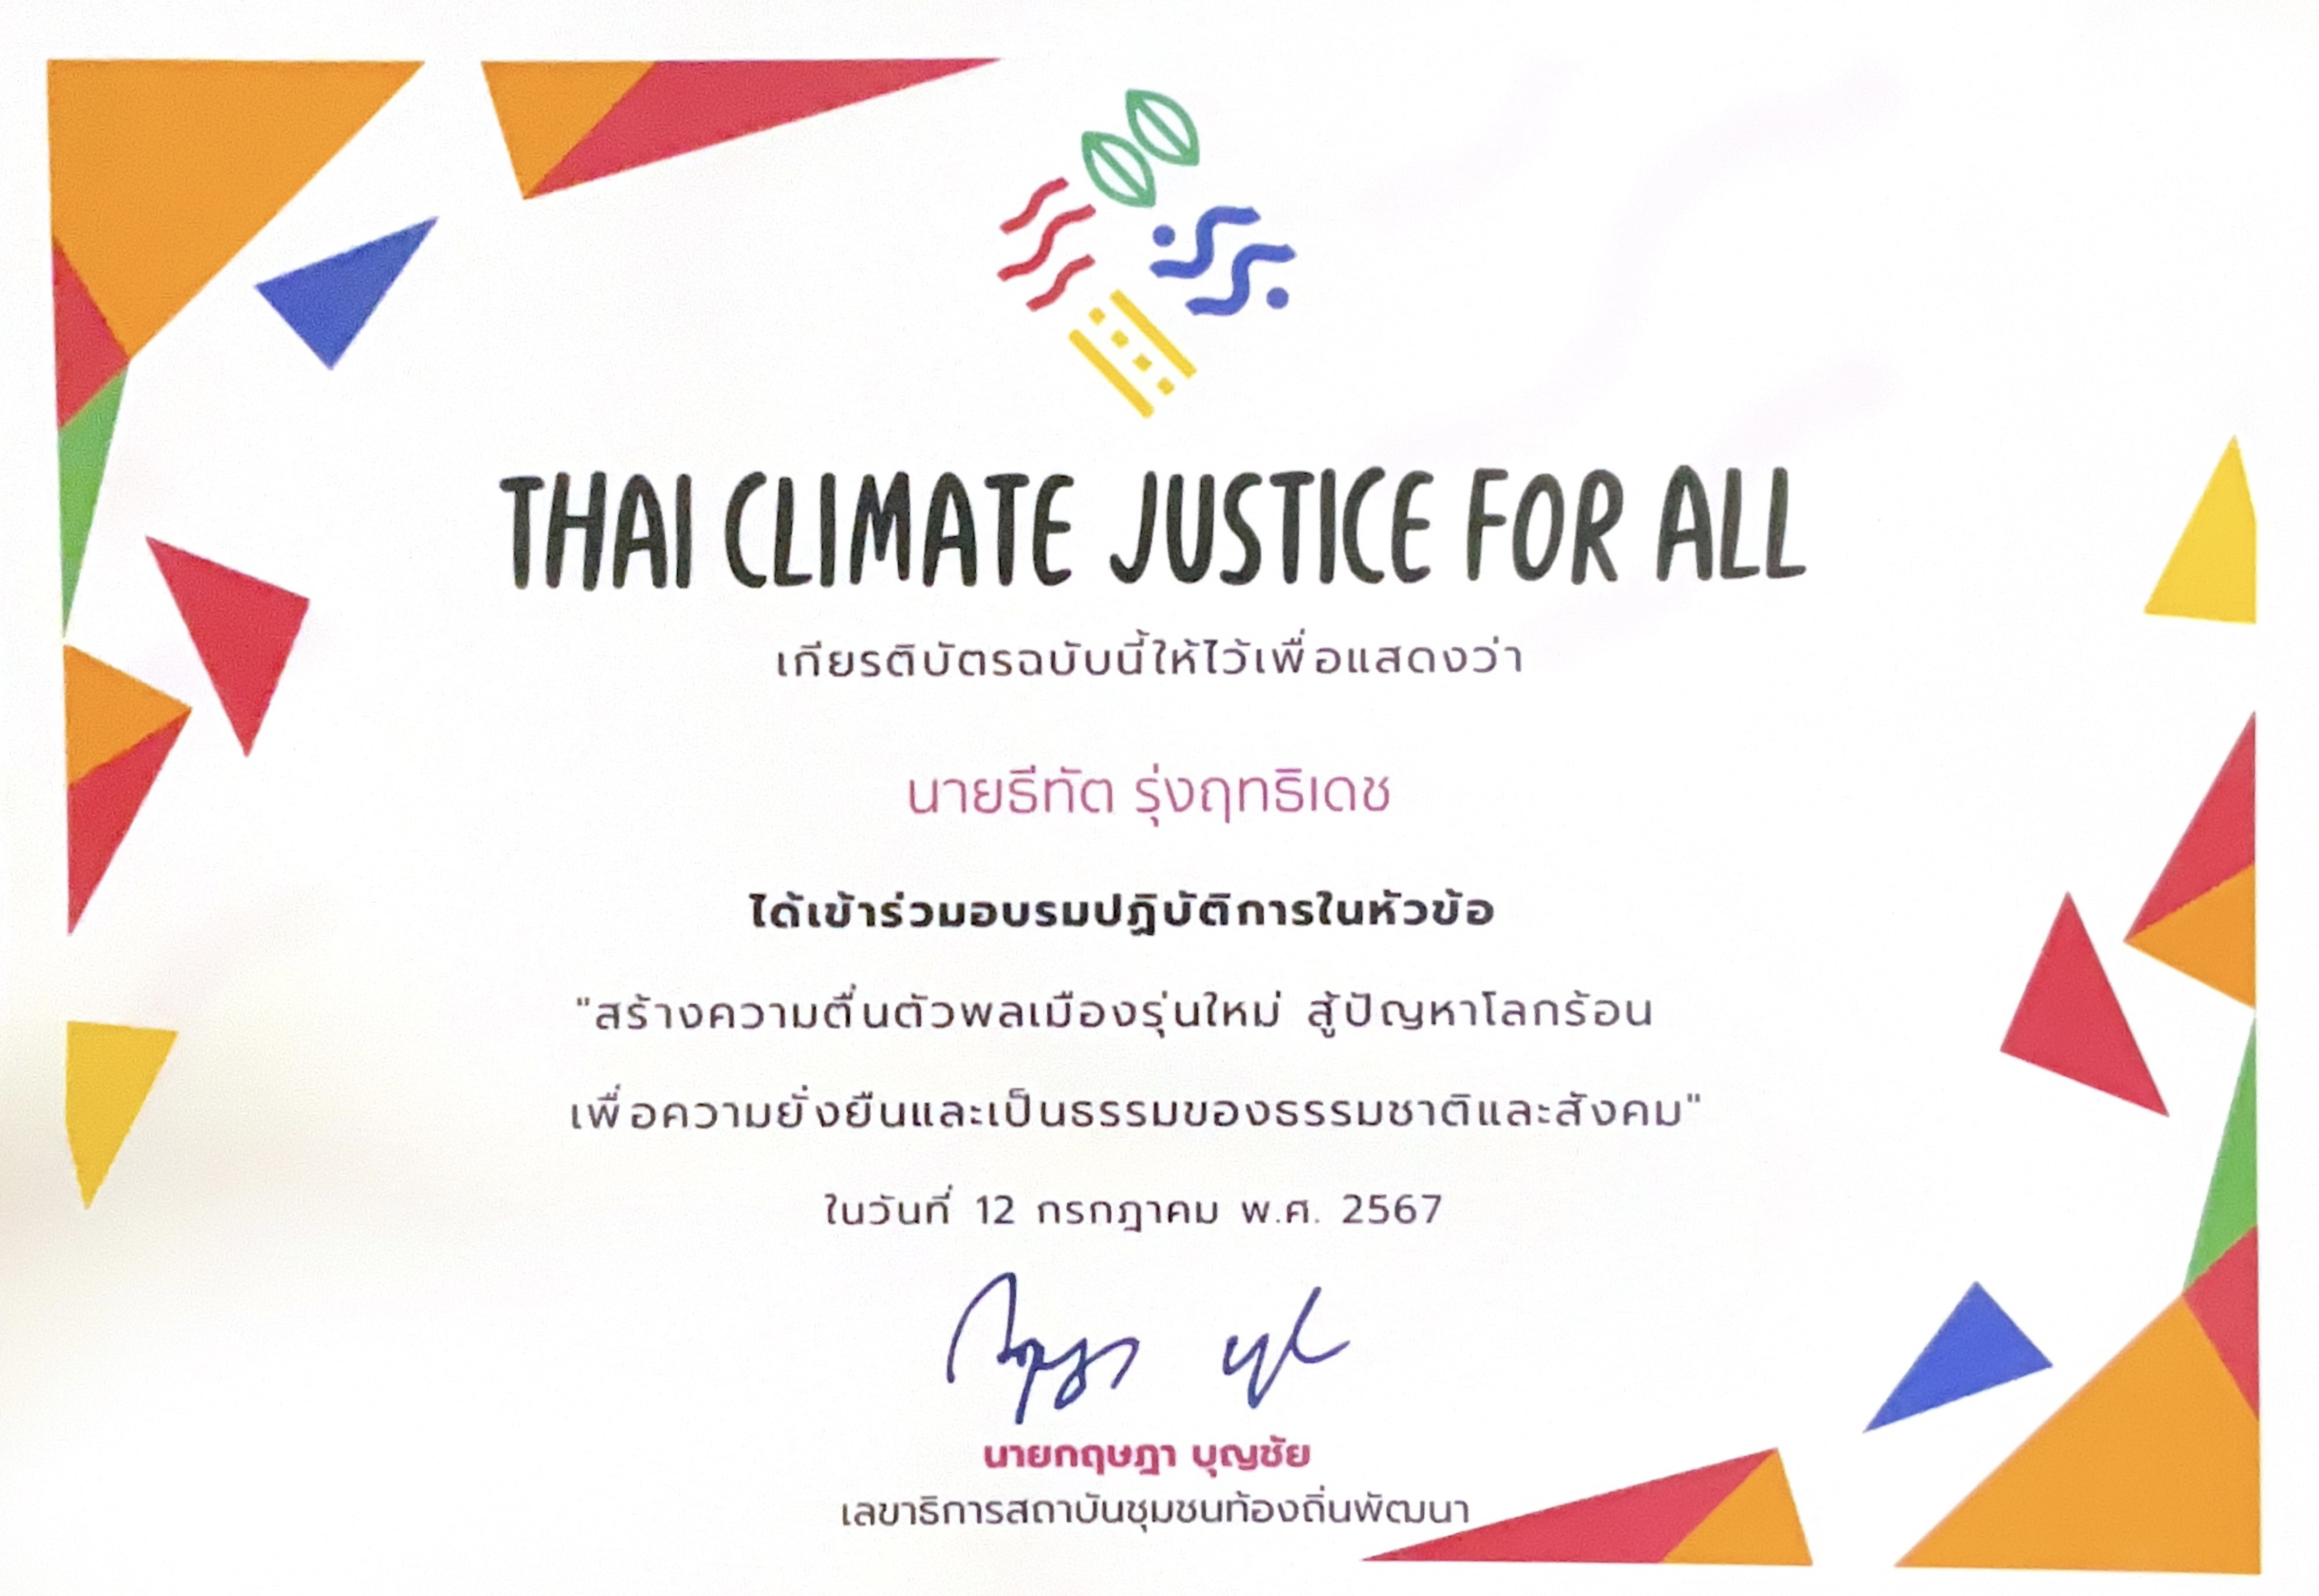 THAI CLIMATE JUSTICE FOR ALL
เกียรติบัตรฉบับนี้ให้ไว้เพื่อแสดงว่า
นายธีทัต รุ่งฤทธิเดช
ได้เข้าร่วมอบรมปฏิบัติการในหัวข้อ
"สร้างความตื่นตัวพลเมืองรุ่นใหม่ สู้ปัญหาโลกร้อน
เพื่อความยั่งยืนและเป็นธรรมของธรรมชาติและสังคม"
ในวันที่ 12 กรกฎาคม พ.ศ. 2567
นายกฤษฎา บุญชัย
เลขาธิการสถาบันชุมชนท้องถิ่นพัฒนา